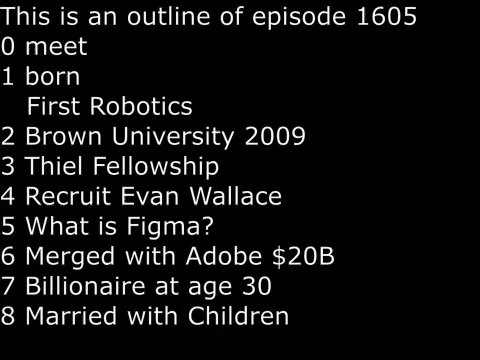 This is an outline of episode 1605
0 meet
1 born
First Robotics
2 Brown University 2009
3 Thiel Fellowship
4 Recruit Evan Wallace
5 What is Figma?
6 Merged with Adobe $20B
7 Billionaire at age 30
8 Married with Children